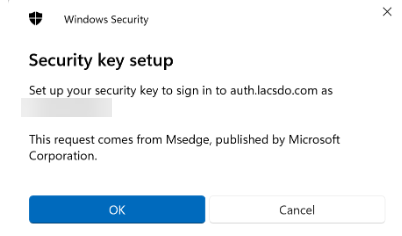 Windows Security
Security key setup
Set up your security key to sign in to auth.lacsdo.com as
This request comes from Msedge, published by Microsoft
Corporation.
OK
Cancel